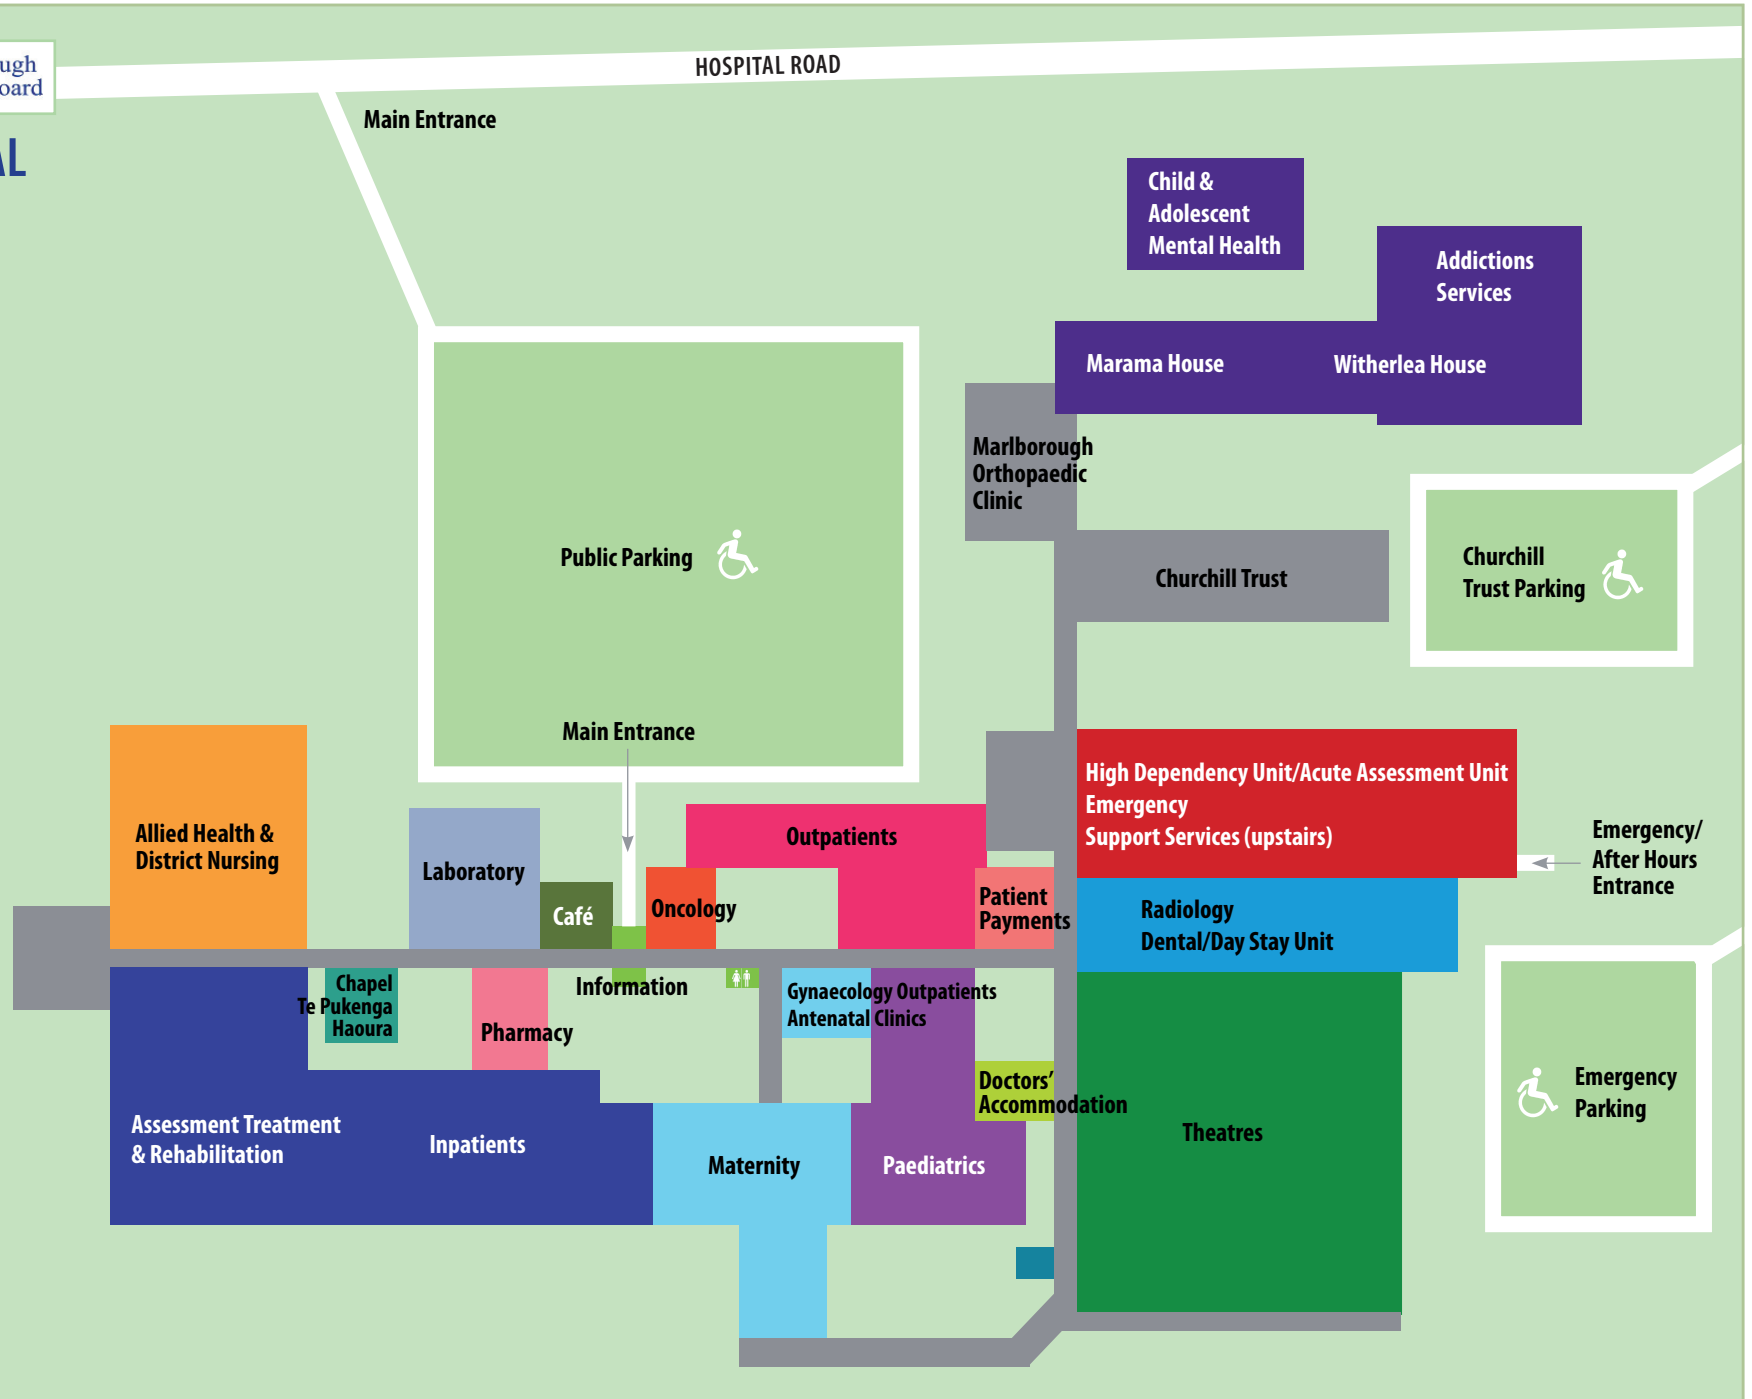 HOSPITAL ROAD
Main Entrance
Child &
Adolescent
Mental Health
Addictions
Services
Marama House
Witherlea House
Marlborough
Orthopaedic
Clinic
Public Parking
Churchill Trust
Churchill
Trust Parking
Main Entrance
High Dependency Unit/Acute Assessment Unit
Emergency
Support Services (upstairs)
Emergency/
After Hours
Entrance
Allied Health &
District Nursing
Laboratory
Café
Oncology
Outpatients
Patient
Payments
Radiology
Dental/Day Stay Unit
Chapel
Te Pukenga
Haoura
Pharmacy
Information
Gynaecology Outpatients
Antenatal Clinics
Doctors'
Accommodation
Theatres
Emergency
Parking
Assessment Treatment
& Rehabilitation
Inpatients
Maternity
Paediatrics